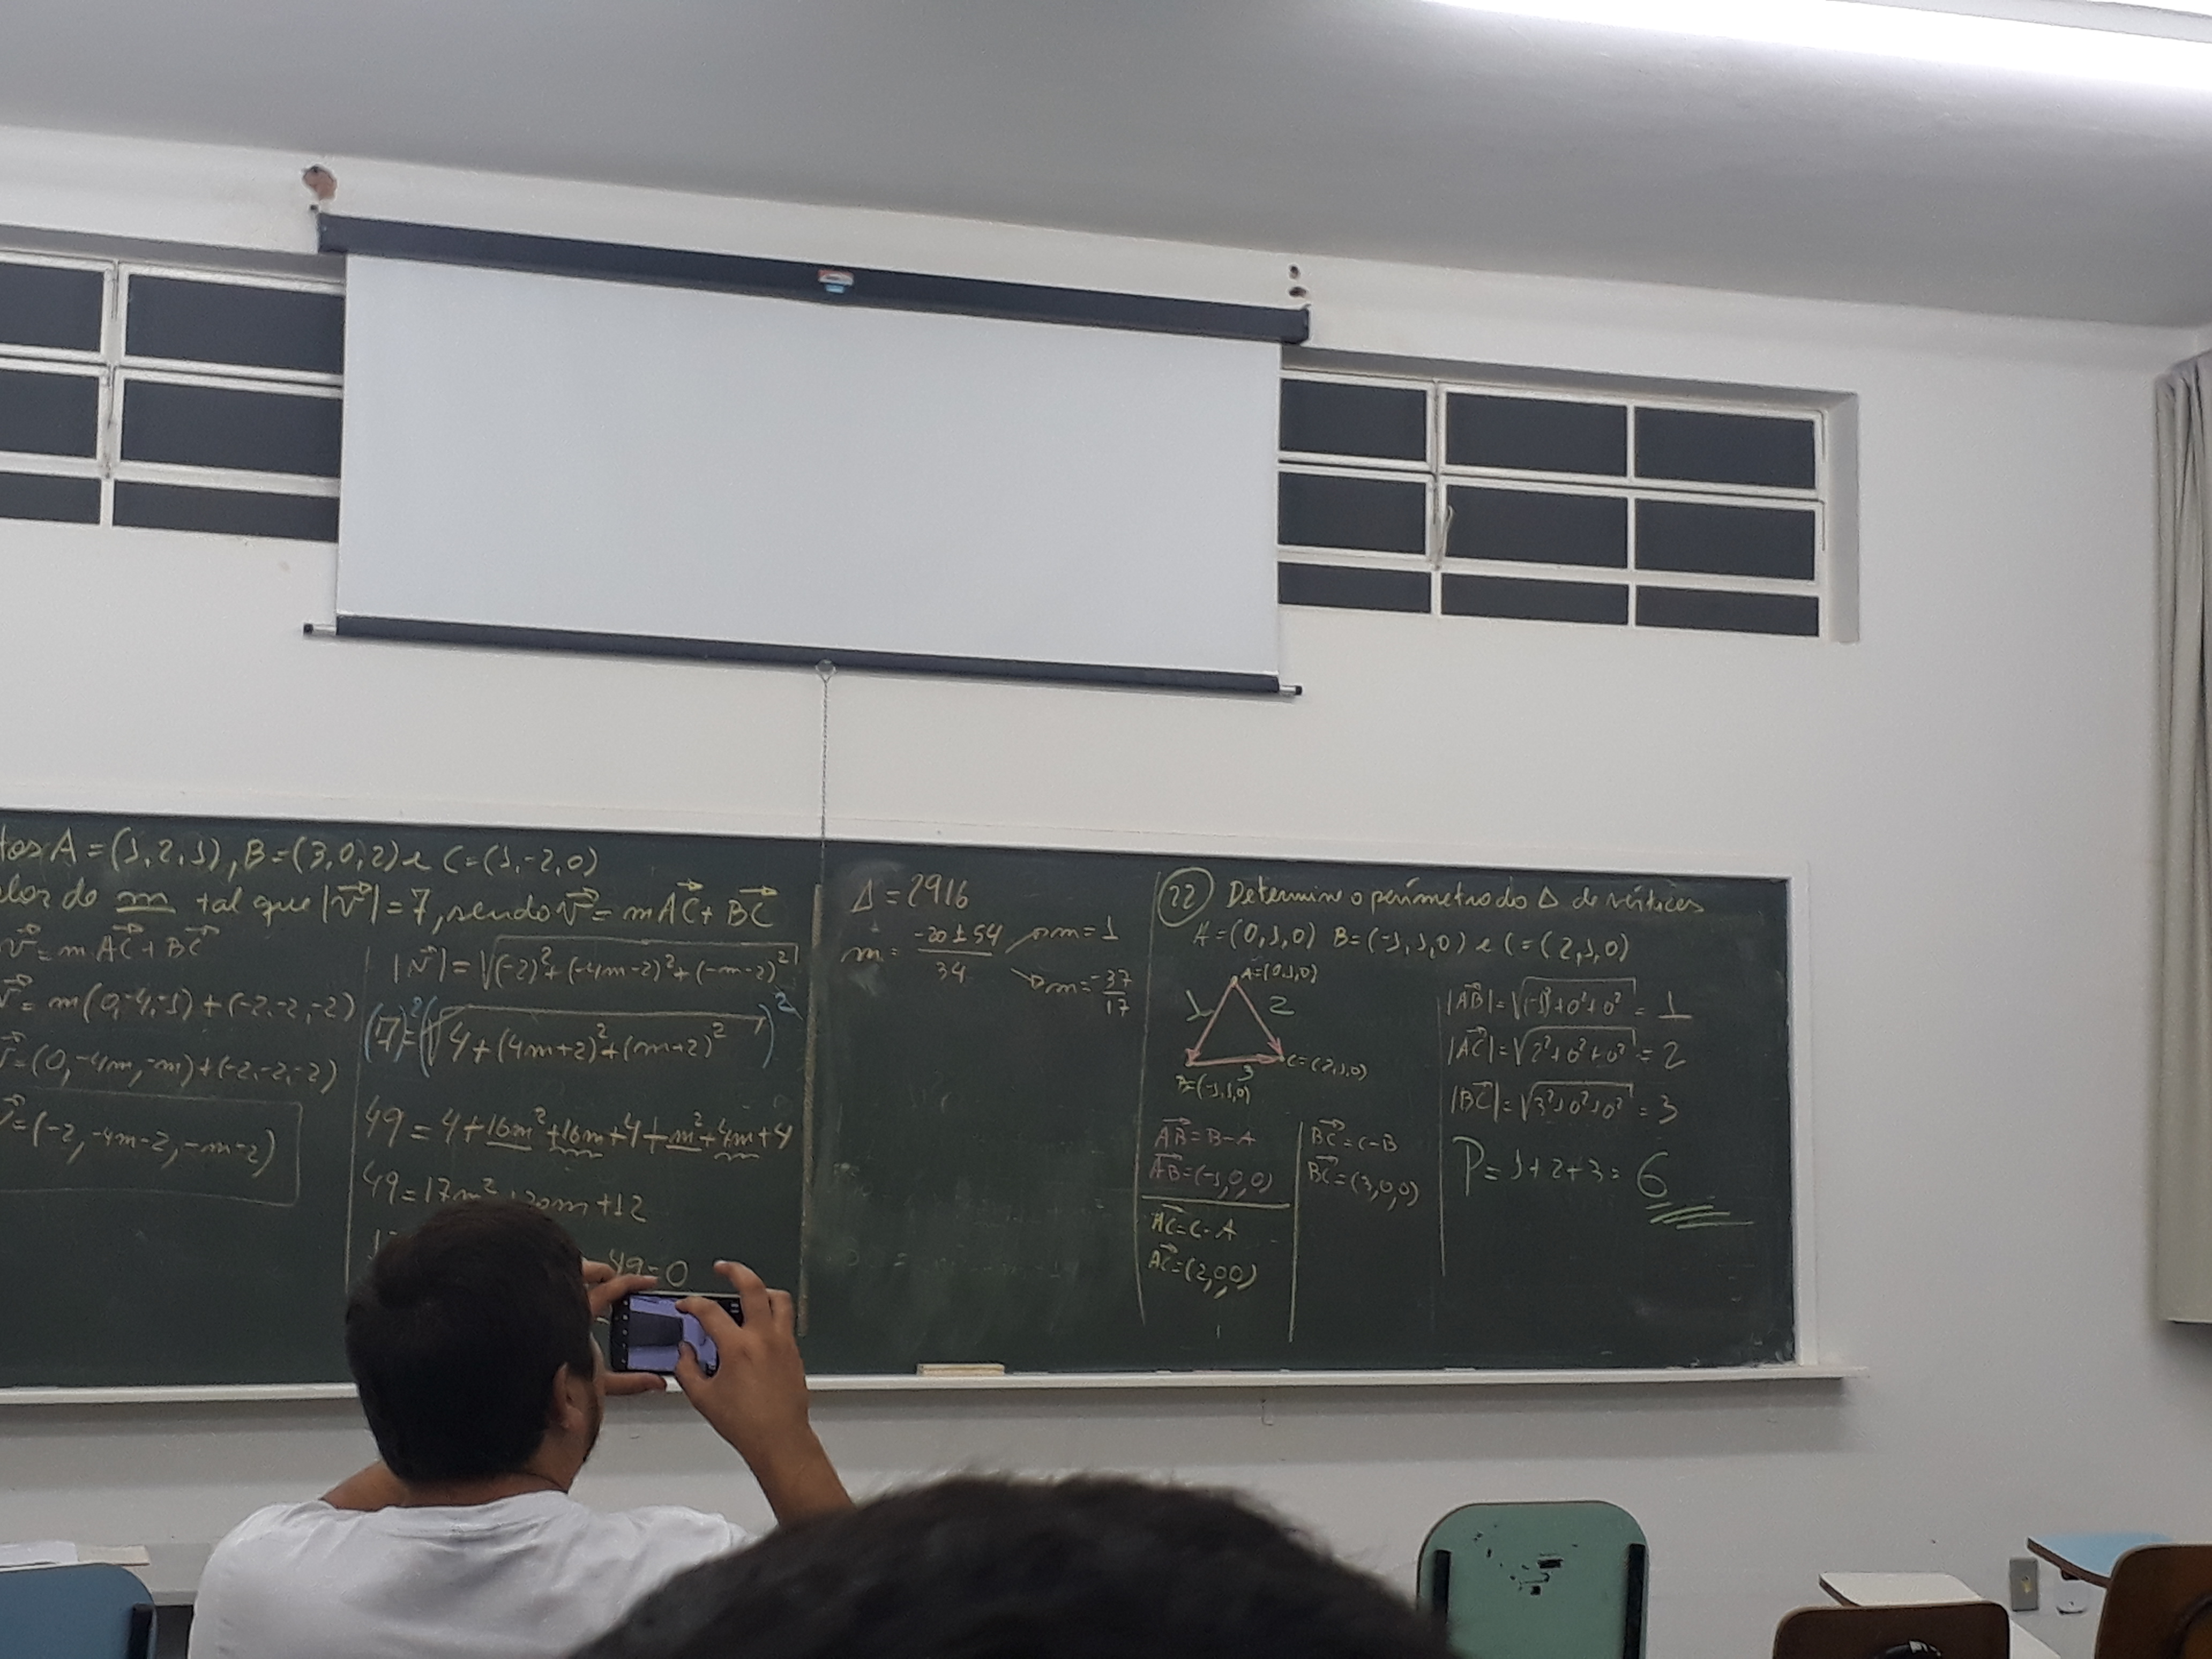 tos A = (1, 2, 1), B = (3, 0, 2) e C = (1, -2, 0)
de m tal que |v⃗| = 7, sendo v⃗ = m AC⃗ + BC⃗
v⃗ = m AC⃗ + BC⃗
v⃗ = m(0, -4, -1) + (-2, -2, -2)
= (0, -4m, -m) + (-2, -2, -2)
= (-2, -4m-2, -m-2)
|v⃗| = √((-2)² + (-4m-2)² + (-m-2)²)
(7)² = (√(4 + (4m+2)² + (m+2)²))²
49 = 4 + 16m² + 16m + 4 + m² + 4m + 4
49 = 17m² + 20m + 12
49 = 0
Δ = 2916
m = (-20 ± 54)/34
m = 1
m = -37/17
22 Determine o perímetro do Δ de vértices
A = (0, 1, 0) B = (-1, 1, 0) e C = (2, 1, 0)
A = (0, 1, 0)
1 2
B = (-1, 1, 0) 3 C = (2, 1, 0)
AB⃗ = B - A
AB⃗ = (-1, 0, 0)
AC⃗ = C - A
AC⃗ = (2, 0 0)
BC⃗ = C - B
BC⃗ = (3, 0, 0)
|AB⃗| = √((-1)² + 0² + 0²) = 1
|AC⃗| = √(2² + 0² + 0²) = 2
|BC⃗| = √(3² + 0² + 0²) = 3
P = 1 + 2 + 3 = 6